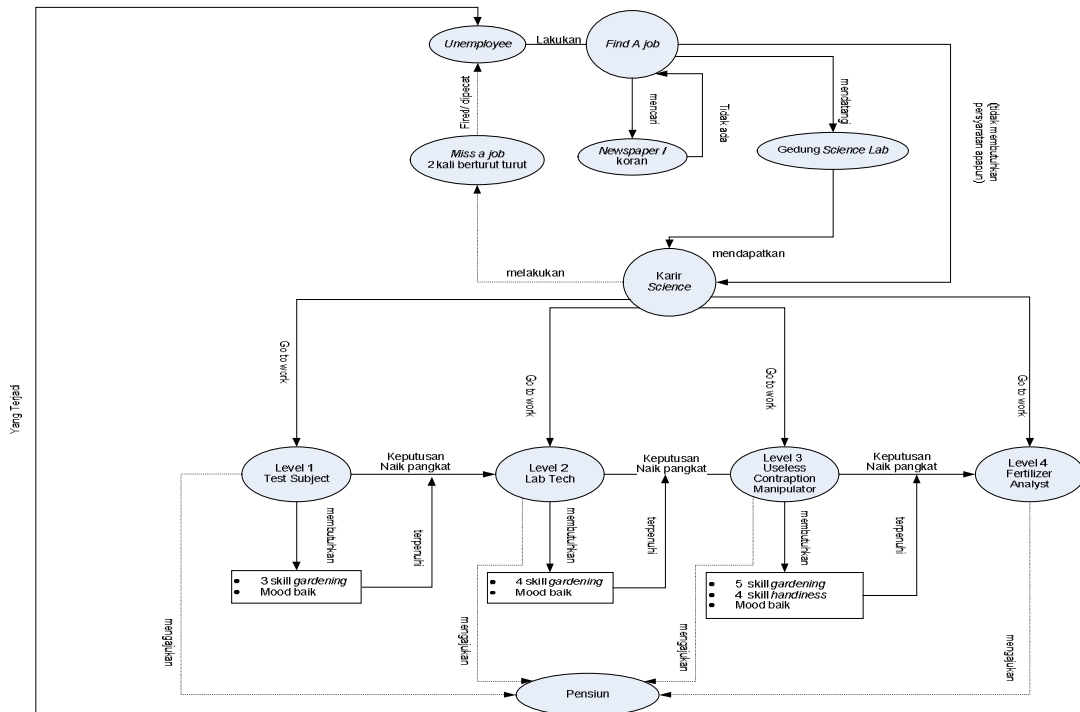 Unemployee
Lakukan
Find A job
Fired/ dipecat
mencari
Tidak ada
mendatangi
(tidak membutuhkan
persyaratan apapun)
Miss a job
2 kali berturut turut
Newspaper /
koran
Gedung Science Lab
mendapatkan
melakukan
Karir
Science
Go to work
Go to work
Go to work
Go to work
Yang Terjadi
Level 1
Test Subject
Keputusan
Naik pangkat
Level 2
Lab Tech
Keputusan
Naik pangkat
Level 3
Useless
Contraption
Manipulator
Keputusan
Naik pangkat
Level 4
Fertilizer
Analyst
membutuhkan
terpenuhi
membutuhkan
terpenuhi
membutuhkan
terpenuhi
• 3 skill gardening
• Mood baik
• 4 skill gardening
• Mood baik
• 5 skill gardening
• 4 skill handiness
• Mood baik
mengajukan
mengajukan
mengajukan
mengajukan
Pensiun